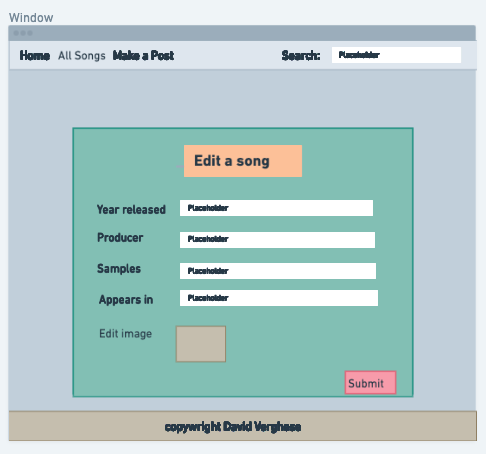 Window
Home All Songs Make a Post Search: Placeholder
Edit a song
Year released Placeholder
Producer Placeholder
Samples Placeholder
Appears in Placeholder
Edit image
Submit
copywright David Verghese